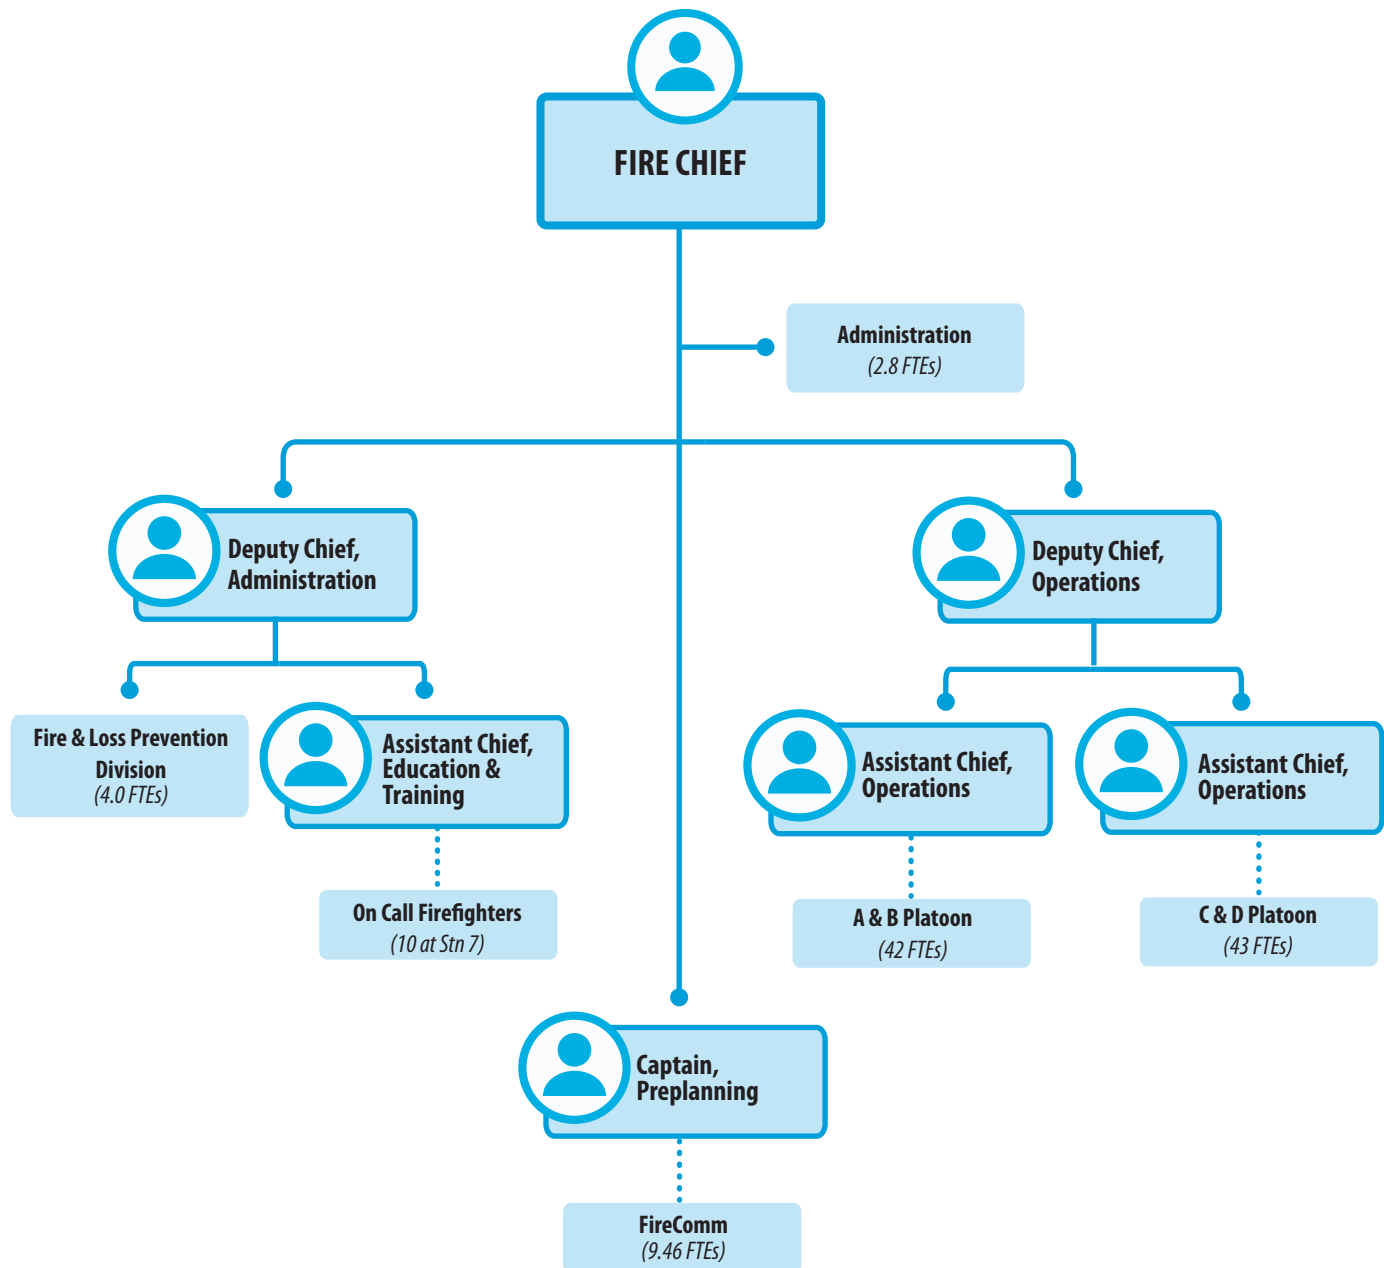 FIRE CHIEF
Administration
(2.8 FTEs)
Deputy Chief,
Administration
Deputy Chief,
Operations
Fire & Loss Prevention
Division
(4.0 FTEs)
Assistant Chief,
Education &
Training
Assistant Chief,
Operations
Assistant Chief,
Operations
On Call Firefighters
(10 at Stn 7)
A & B Platoon
(42 FTEs)
C & D Platoon
(43 FTEs)
Captain,
Preplanning
FireComm
(9.46 FTEs)